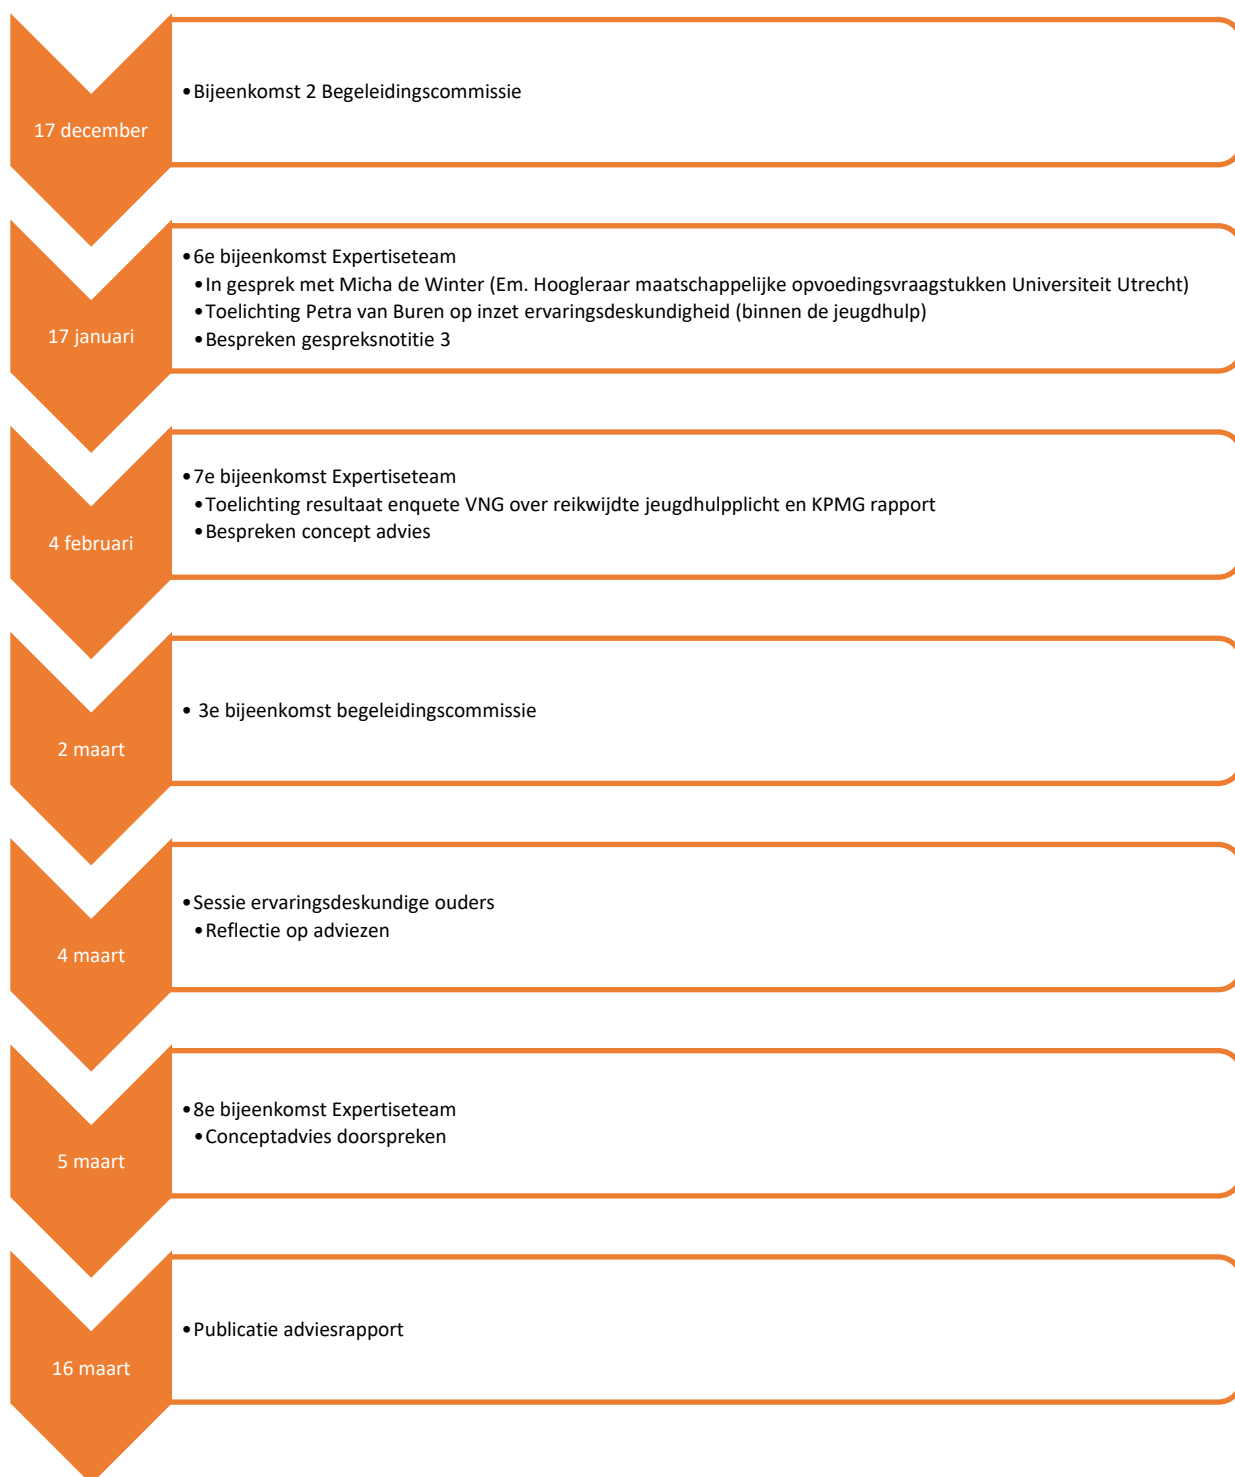 17 december
•Bijeenkomst 2 Begeleidingscommissie
17 januari
•6e bijeenkomst Expertiseteam
•In gesprek met Micha de Winter (Em. Hoogleraar maatschappelijke opvoedingsvraagstukken Universiteit Utrecht)
•Toelichting Petra van Buren op inzet ervaringsdeskundigheid (binnen de jeugdhulp)
•Bespreken gespreksnotitie 3
4 februari
•7e bijeenkomst Expertiseteam
•Toelichting resultaat enquete VNG over reikwijdte jeugdhulpplicht en KPMG rapport
•Bespreken concept advies
2 maart
• 3e bijeenkomst begeleidingscommissie
4 maart
•Sessie ervaringsdeskundige ouders
•Reflectie op adviezen
5 maart
•8e bijeenkomst Expertiseteam
•Conceptadvies doorspreken
16 maart
•Publicatie adviesrapport